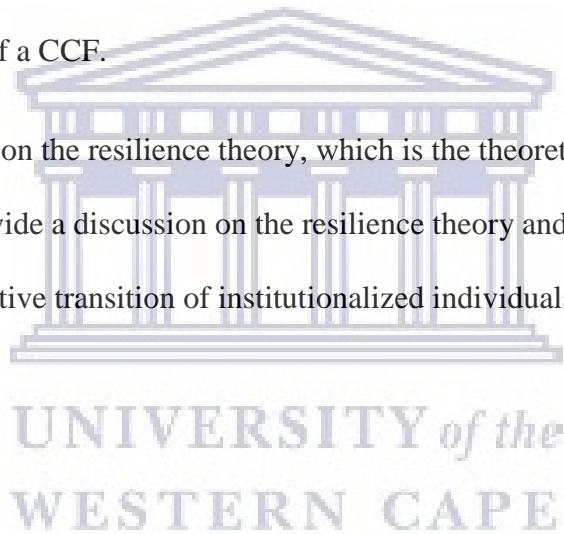 f a CCF.
on the resilience theory, which is the theoret
vide a discussion on the resilience theory and
tive transition of institutionalized individuals
UNIVERSITY of the
WESTERN CAPE